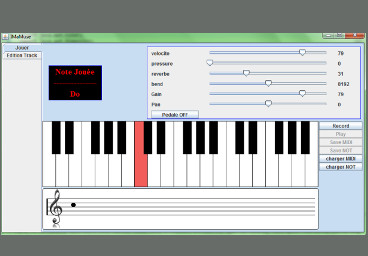 MaMuse
Jouer
Edition Track
Note Jouée
Do
velocite 79
pressure 0
reverbe 31
bend 8192
Gain 79
Pan 0
Pedale Off
Record
Play
Save MIDI
Save NOT
charger MIDI
charger NOT